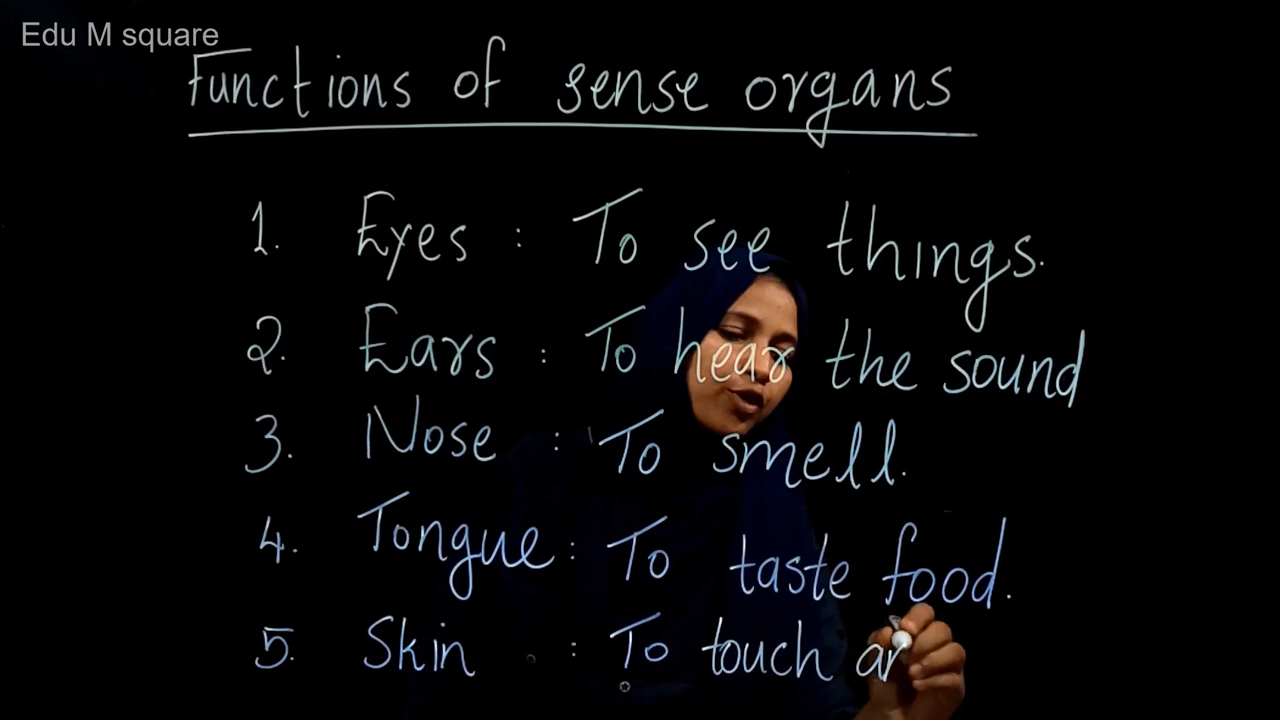 Edu M square
Functions of sense organs
1. Eyes : To see things.
2. Ears : To hear the sound
3. Nose : To smell.
4. Tongue : To taste food.
5. Skin : To touch an